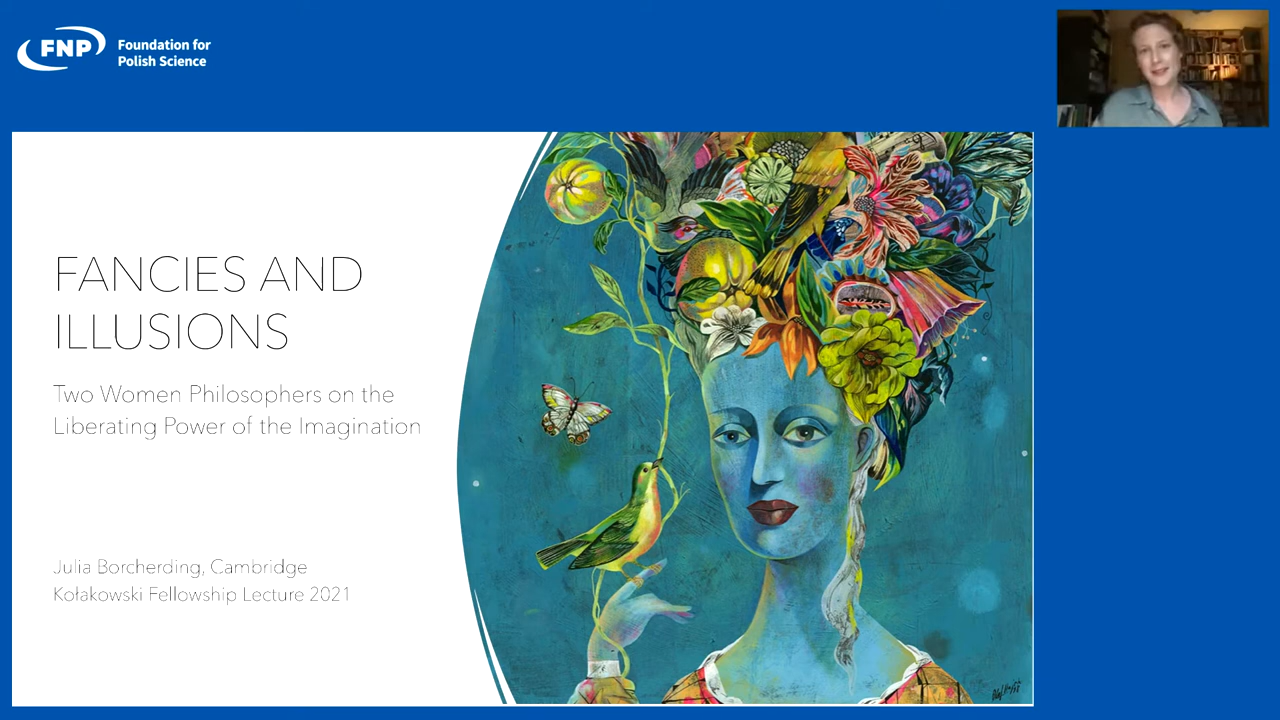 FNP
Foundation for
Polish Science
FANCIES AND
ILLUSIONS
Two Women Philosophers on the
Liberating Power of the Imagination
Julia Borcherding, Cambridge
Kołakowski Fellowship Lecture 2021